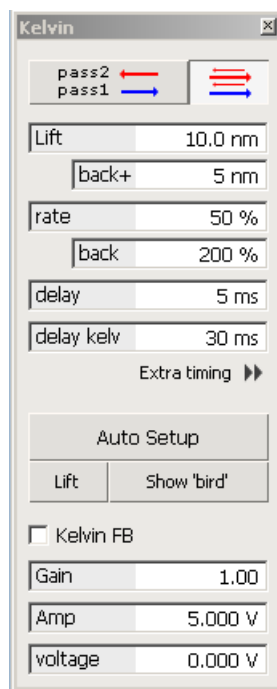 Kelvin
pass2
pass1
Lift 10.0 nm
back+ 5 nm
rate 50 %
back 200 %
delay 5 ms
delay kelv 30 ms
Extra timing
Auto Setup
Lift Show 'bird'
Kelvin FB
Gain 1.00
Amp 5.000 V
voltage 0.000 V